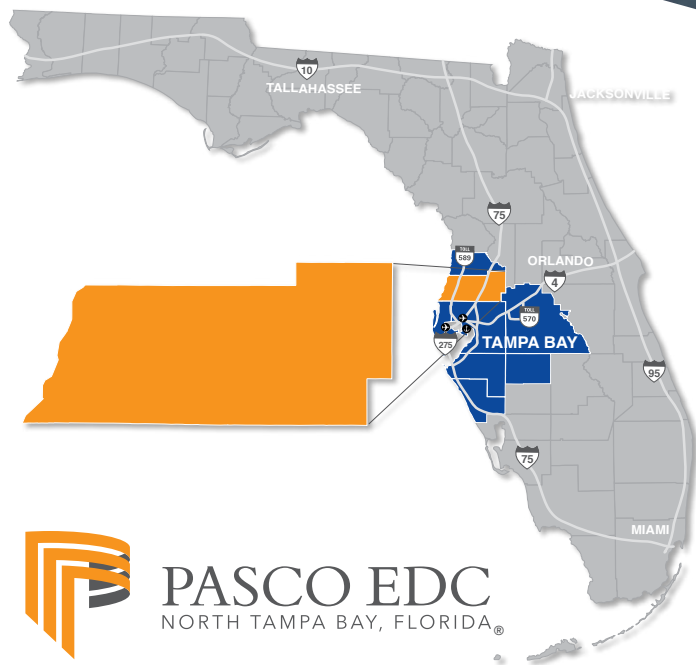 10
TALLAHASSEE
JACKSONVILLE
75
TOLL
589
ORLANDO
4
TOLL
570
275
TAMPA BAY
95
75
MIAMI
PASCO EDC
NORTH TAMPA BAY, FLORIDA®